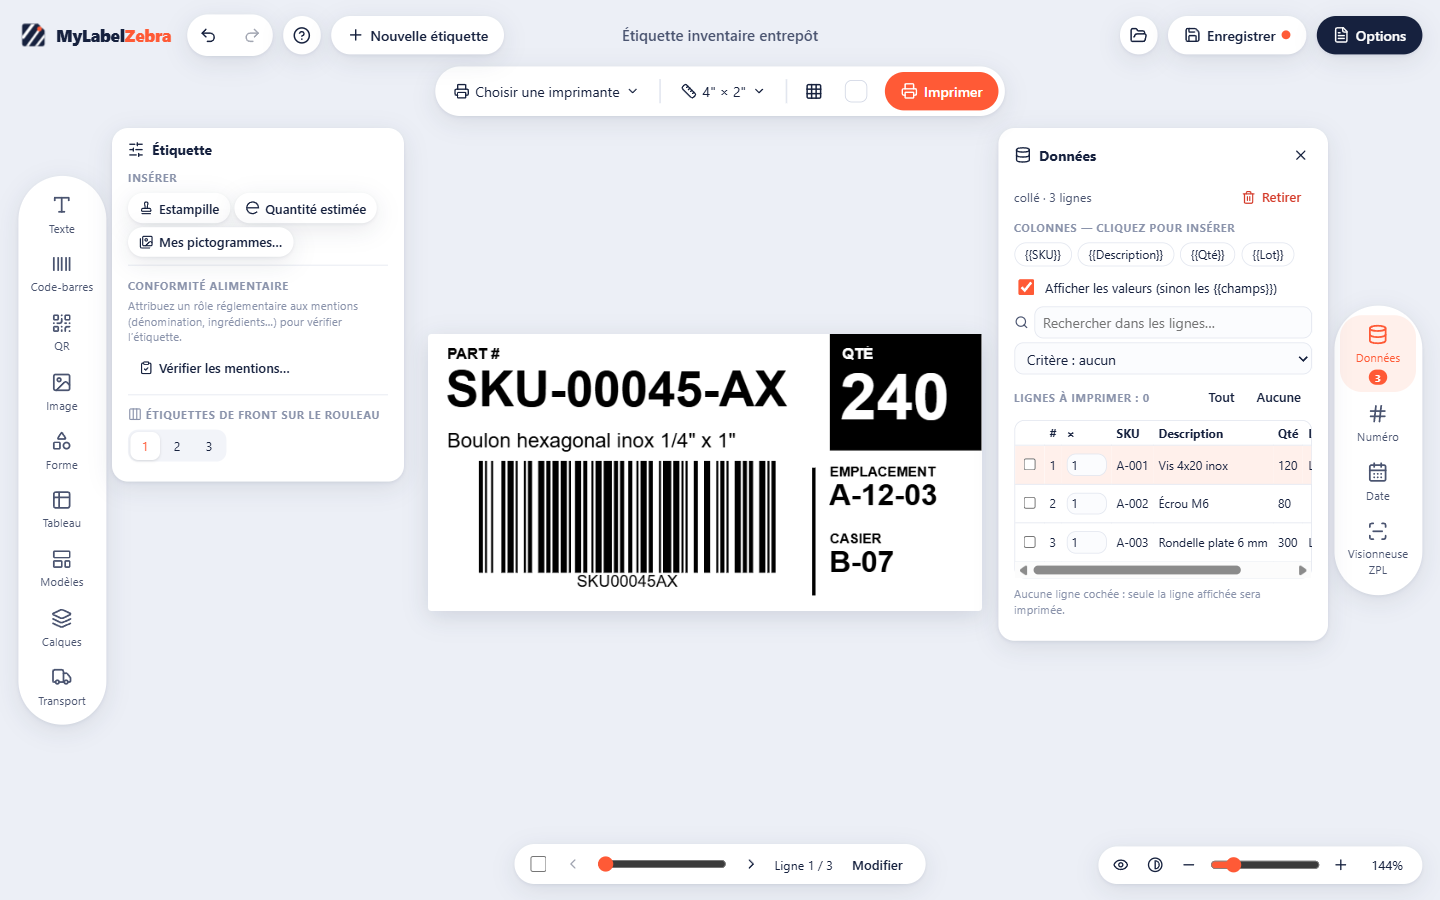 MyLabelZebra
Nouvelle étiquette
Étiquette inventaire entrepôt
Enregistrer
Options
Choisir une imprimante
4" × 2"
Imprimer
Étiquette
INSÉRER
Estampille
Quantité estimée
Mes pictogrammes...
CONFORMITÉ ALIMENTAIRE
Attribuez un rôle réglementaire aux mentions
(dénomination, ingrédients...) pour vérifier
l'étiquette.
Vérifier les mentions...
ÉTIQUETTES DE FRONT SUR LE ROULEAU
1 2 3
Texte
Code-barres
QR
Image
Forme
Tableau
Modèles
Calques
Transport
PART #
SKU-00045-AX
Boulon hexagonal inox 1/4" x 1"
SKU00045AX
QTÉ
240
EMPLACEMENT
A-12-03
CASIER
B-07
Données
collé · 3 lignes
Retirer
COLONNES — CLIQUEZ POUR INSÉRER
{{SKU}} {{Description}} {{Qté}} {{Lot}}
Afficher les valeurs (sinon les {{champs}})
Rechercher dans les lignes...
Critère : aucun
LIGNES À IMPRIMER : 0 Tout Aucune
# × SKU Description Qté
1 1 A-001 Vis 4x20 inox 120
2 1 A-002 Écrou M6 80
3 1 A-003 Rondelle plate 6 mm 300
Aucune ligne cochée : seule la ligne affichée sera
imprimée.
Données
3
Numéro
Date
Visionneuse
ZPL
Ligne 1 / 3
Modifier
144%